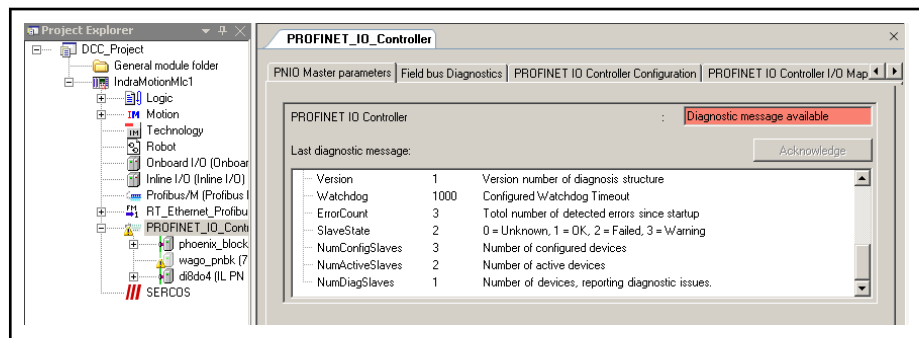 Project Explorer
DCC_Project
General module folder
IndraMotionMlc1
Logic
IM Motion
IM Technology
Robot
Onboard I/O (Onboar
Inline I/O (Inline I/O)
Profibus/M (Profibus I
FM1 RT_Ethernet_Profibu
PROFINET_IO_Conti
phoenix_block
wago_pnbk (7
di8do4 (IL PN
SERCOS
PROFINET_IO_Controller
PNIO Master parameters Field bus Diagnostics PROFINET IO Controller Configuration PROFINET IO Controller I/O Map
PROFINET IO Controller : Diagnostic message available
Last diagnostic message: Acknowledge
Version 1 Version number of diagnosis structure
Watchdog 1000 Configured Watchdog Timeout
ErrorCount 3 Totol number of detected errors since startup
SlaveState 2 0 = Unknown, 1 = OK, 2 = Failed, 3 = Warning
NumConfigSlaves 3 Number of configured devices
NumActiveSlaves 2 Number of active devices
NumDiagSlaves 1 Number of devices, reporting diagnostic issues.